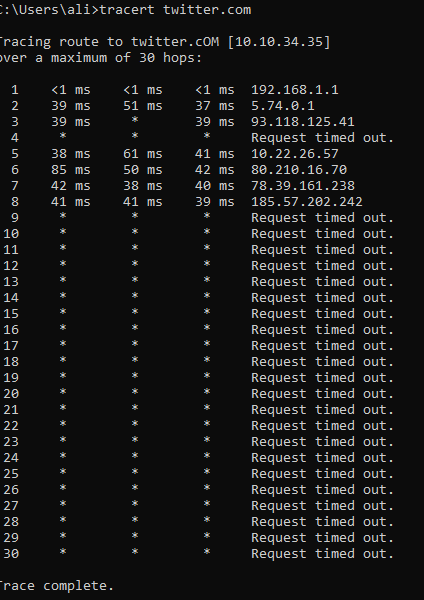 C:\Users\ali>tracert twitter.com
Tracing route to twitter.cOM [10.10.34.35]
over a maximum of 30 hops:
1 <1 ms <1 ms <1 ms 192.168.1.1
2 39 ms 51 ms 37 ms 5.74.0.1
3 39 ms * 39 ms 93.118.125.41
4 * * * Request timed out.
5 38 ms 61 ms 41 ms 10.22.26.57
6 85 ms 50 ms 42 ms 80.210.16.70
7 42 ms 38 ms 40 ms 78.39.161.238
8 41 ms 41 ms 39 ms 185.57.202.242
9 * * * Request timed out.
10 * * * Request timed out.
11 * * * Request timed out.
12 * * * Request timed out.
13 * * * Request timed out.
14 * * * Request timed out.
15 * * * Request timed out.
16 * * * Request timed out.
17 * * * Request timed out.
18 * * * Request timed out.
19 * * * Request timed out.
20 * * * Request timed out.
21 * * * Request timed out.
22 * * * Request timed out.
23 * * * Request timed out.
24 * * * Request timed out.
25 * * * Request timed out.
26 * * * Request timed out.
27 * * * Request timed out.
28 * * * Request timed out.
29 * * * Request timed out.
30 * * * Request timed out.
Trace complete.